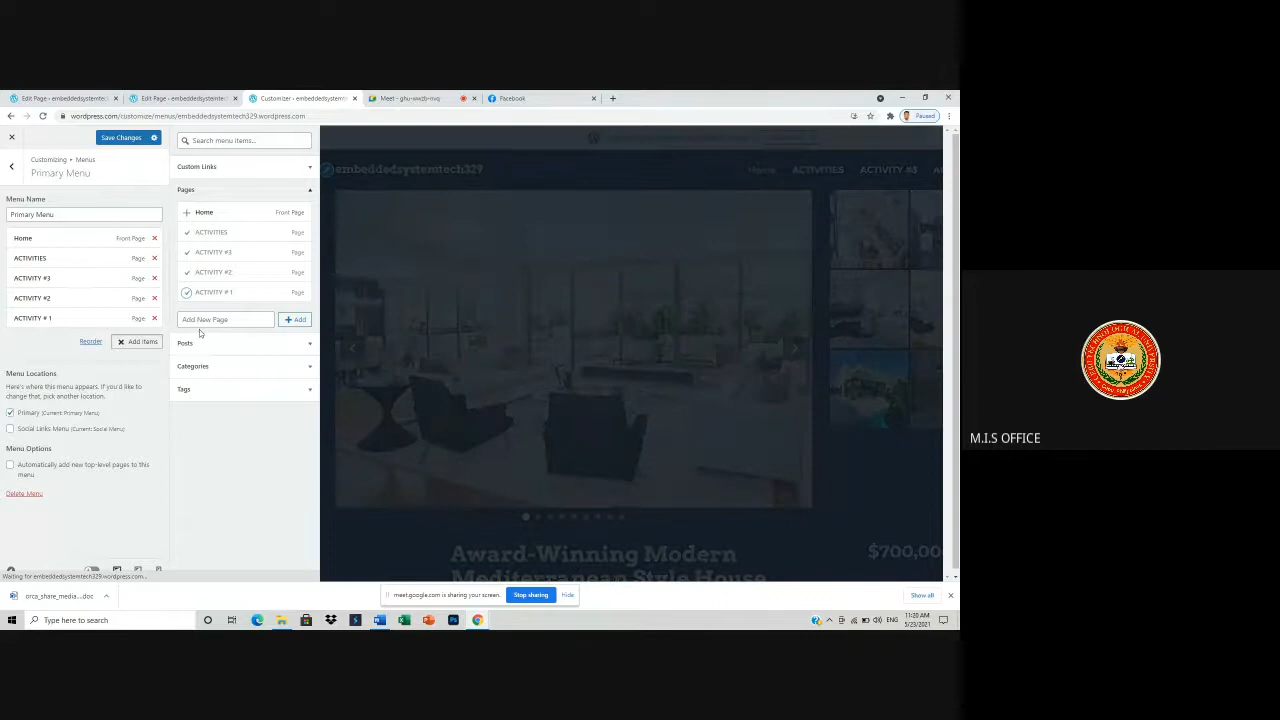 Edit Page - embeddedsystemtec
Edit Page - embeddedsystemtec
Customizer - embeddedsystemt
Meet - ghu-wwzb-nvq
Facebook
wordpress.com/customize/menus/embeddedsystemtech329.wordpress.com
Paused
Save Changes
Customizing ▸ Menus
Primary Menu
Menu Name
Primary Menu
Home Front Page
ACTIVITIES Page
ACTIVITY #3 Page
ACTIVITY #2 Page
ACTIVITY # 1 Page
Reorder
Add Items
Menu Locations
Here's where this menu appears. If you'd like to
change that, pick another location.
Primary (Current: Primary Menu)
Social Links Menu (Current: Social Menu)
Menu Options
Automatically add new top-level pages to this
menu
Delete Menu
Waiting for embeddedsystemtech329.wordpress.com...
Search menu items...
Custom Links
Pages
Home Front Page
ACTIVITIES Page
ACTIVITY #3 Page
ACTIVITY #2 Page
ACTIVITY # 1 Page
Add New Page
Add
Posts
Categories
Tags
embeddedsystemtech329
Home ACTIVITIES ACTIVITY #3 A
Award-Winning Modern
Mediterranean Style House
$700,00
orca_share_media....doc
meet.google.com is sharing your screen.
Stop sharing
Hide
Show all
Type here to search
ENG
11:20 AM
5/23/2021
M.I.S OFFICE